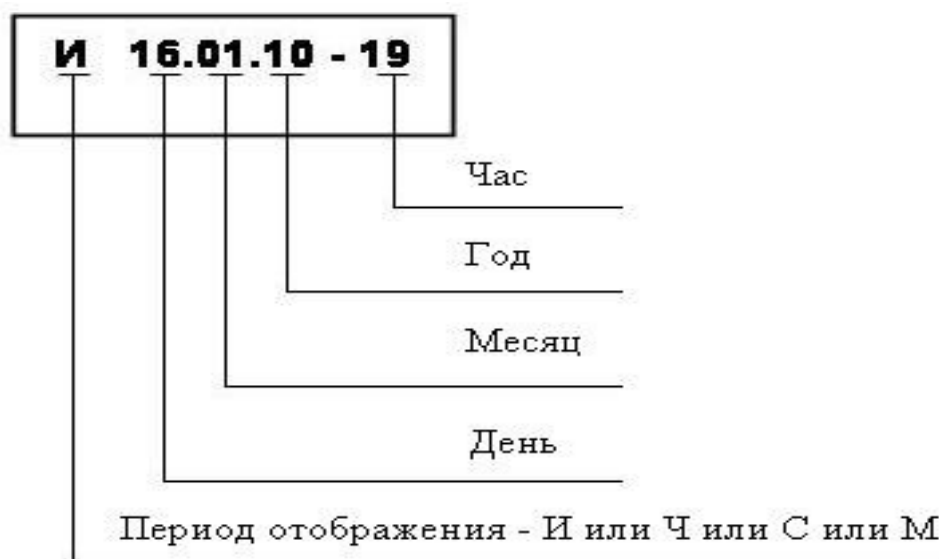 И 16.01.10 - 19
Час
Год
Месяц
День
Период отображения - И или Ч или С или М